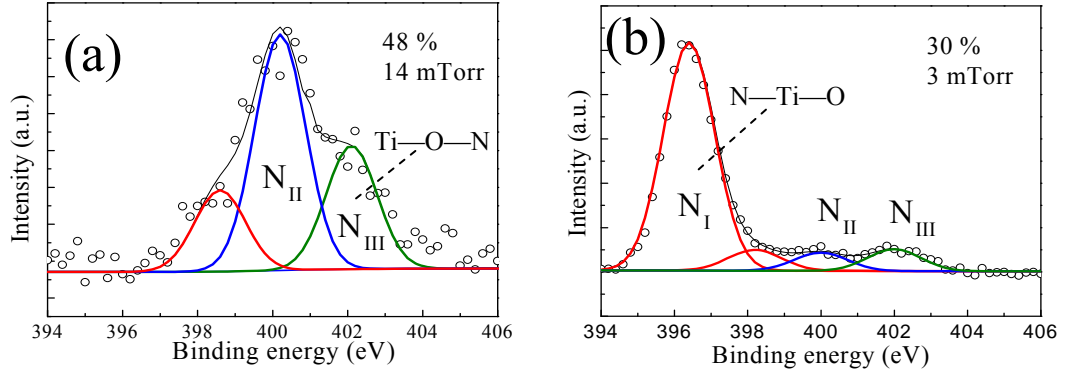 (a)
48 %
14 mTorr
Ti—O—N
N_II
N_III
Intensity (a.u.)
394 396 398 400 402 404 406
Binding energy (eV)
(b)
30 %
3 mTorr
N—Ti—O
N_I
N_II
N_III
Intensity (a.u.)
394 396 398 400 402 404 406
Binding energy (eV)